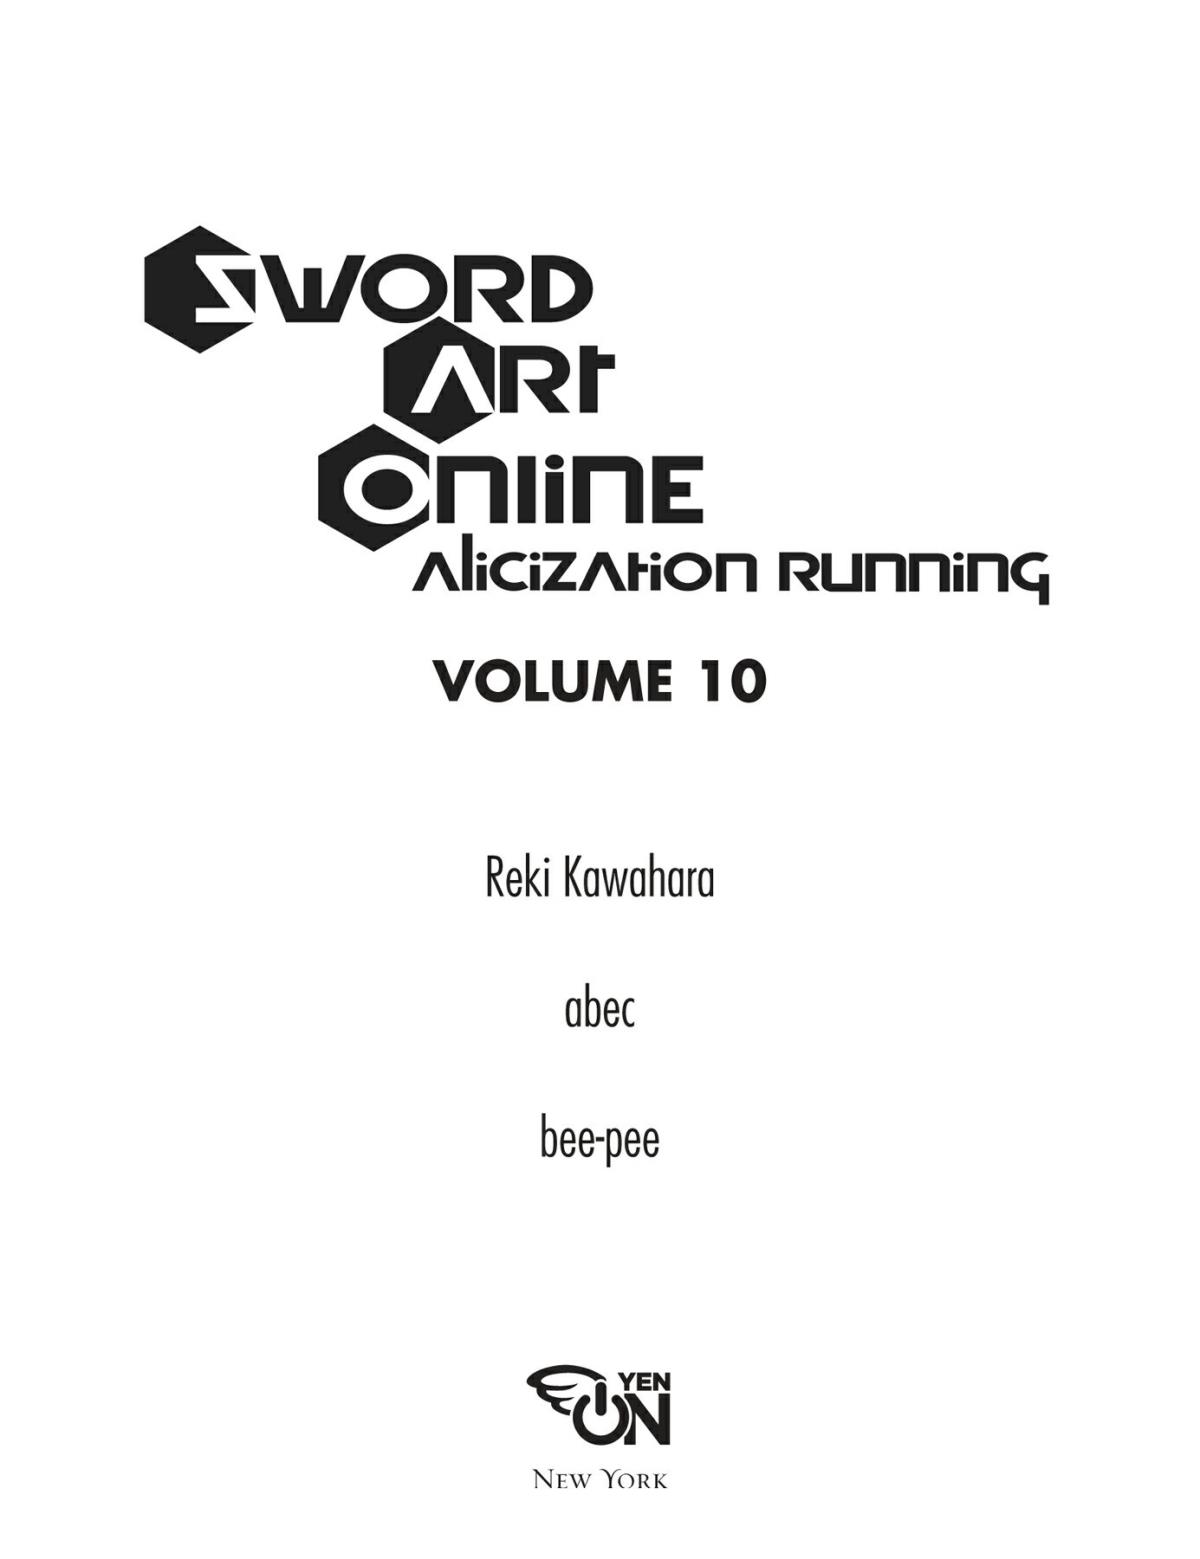 SWORD
ART
ONLINE
ALICIZATION RUNNING
VOLUME 10
Reki Kawahara
abec
bee-pee
YEN
ON
NEW YORK